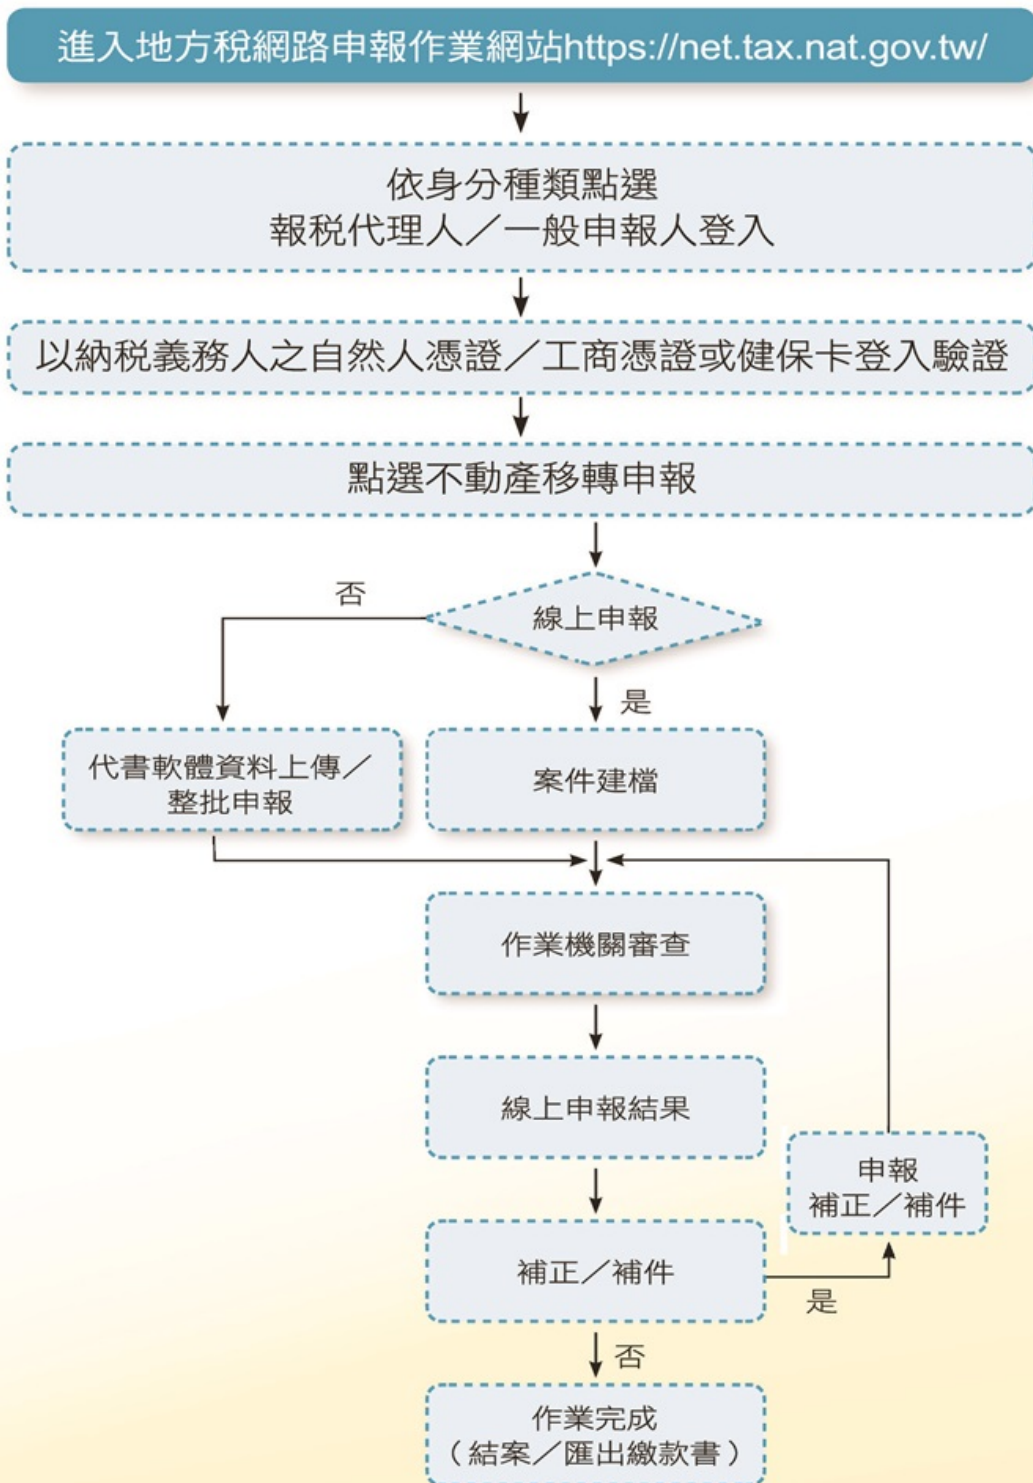 進入地方稅網路申報作業網站https://net.tax.nat.gov.tw/
依身分種類點選
報稅代理人／一般申報人登入
以納稅義務人之自然人憑證／工商憑證或健保卡登入驗證
點選不動產移轉申報
否
線上申報
是
代書軟體資料上傳／
整批申報
案件建檔
作業機關審查
線上申報結果
申報
補正／補件
補正／補件
是
否
作業完成
（結案／匯出繳款書）